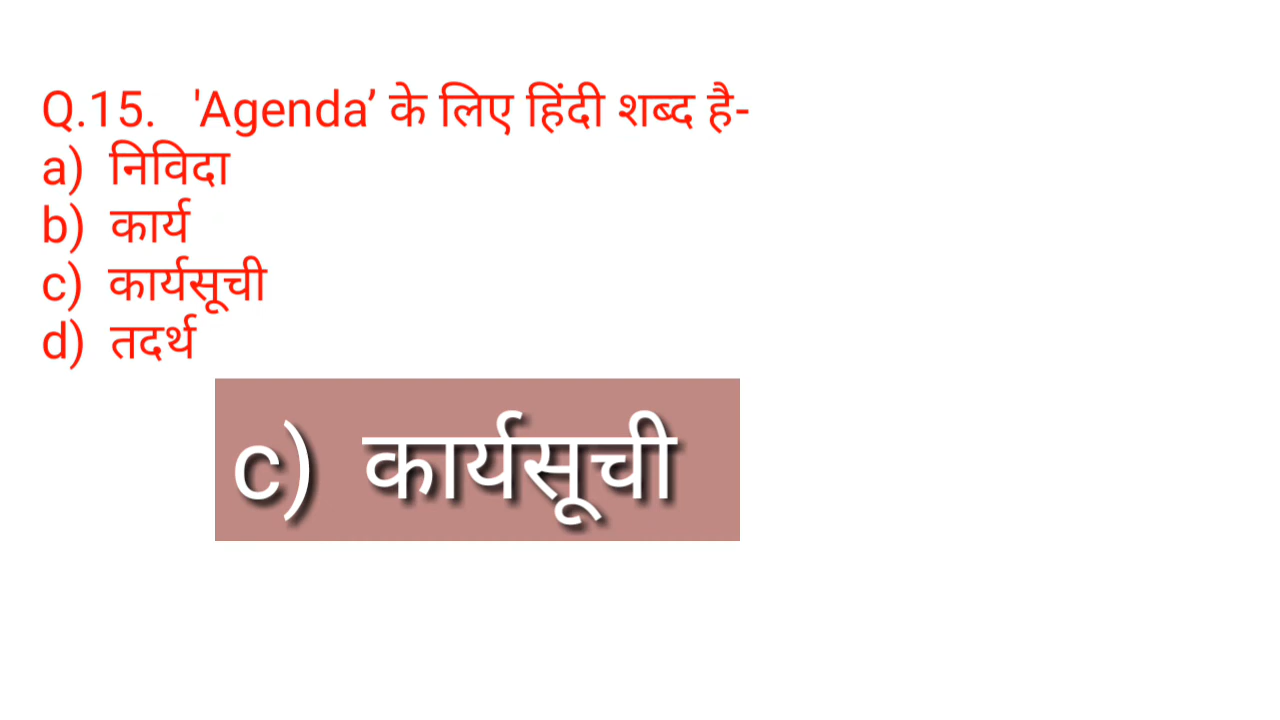 Q.15. 'Agenda’ के लिए हिंदी शब्द है-
a) निविदा
b) कार्य
c) कार्यसूची
d) तदर्थ
c) कार्यसूची